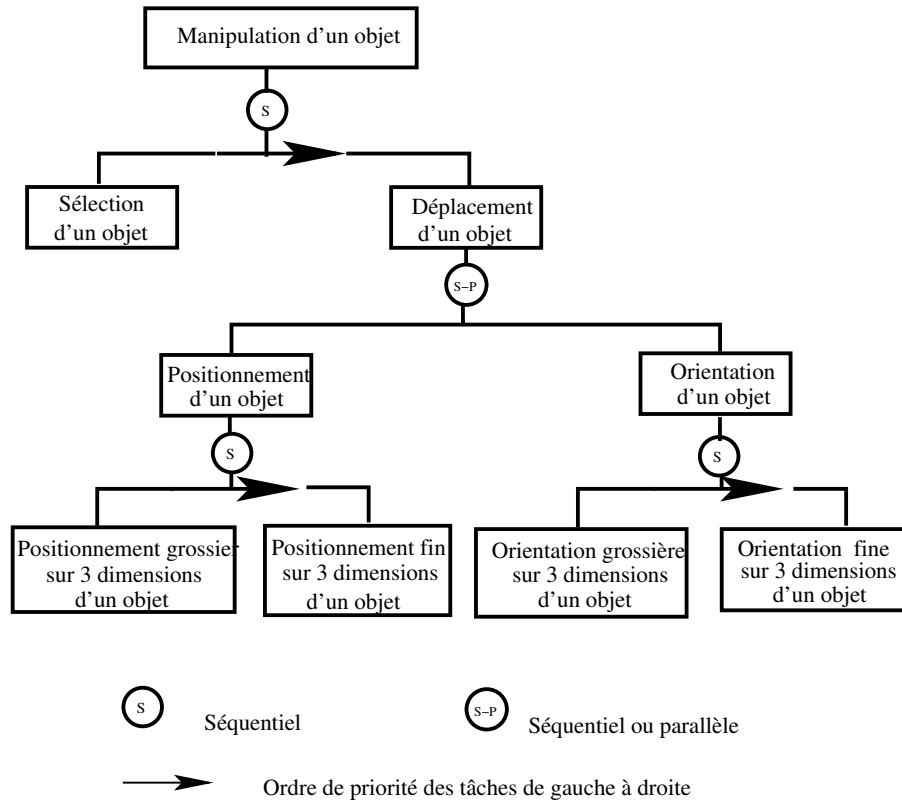 Manipulation d'un objet
S
Sélection
d'un objet
Déplacement
d'un objet
S–P
Positionnement
d'un objet
Orientation
d'un objet
S
S
Positionnement grossier
sur 3 dimensions
d'un objet
Positionnement fin
sur 3 dimensions
d'un objet
Orientation grossière
sur 3 dimensions
d'un objet
Orientation fine
sur 3 dimensions
d'un objet
S
Séquentiel
S–P
Séquentiel ou parallèle
Ordre de priorité des tâches de gauche à droite